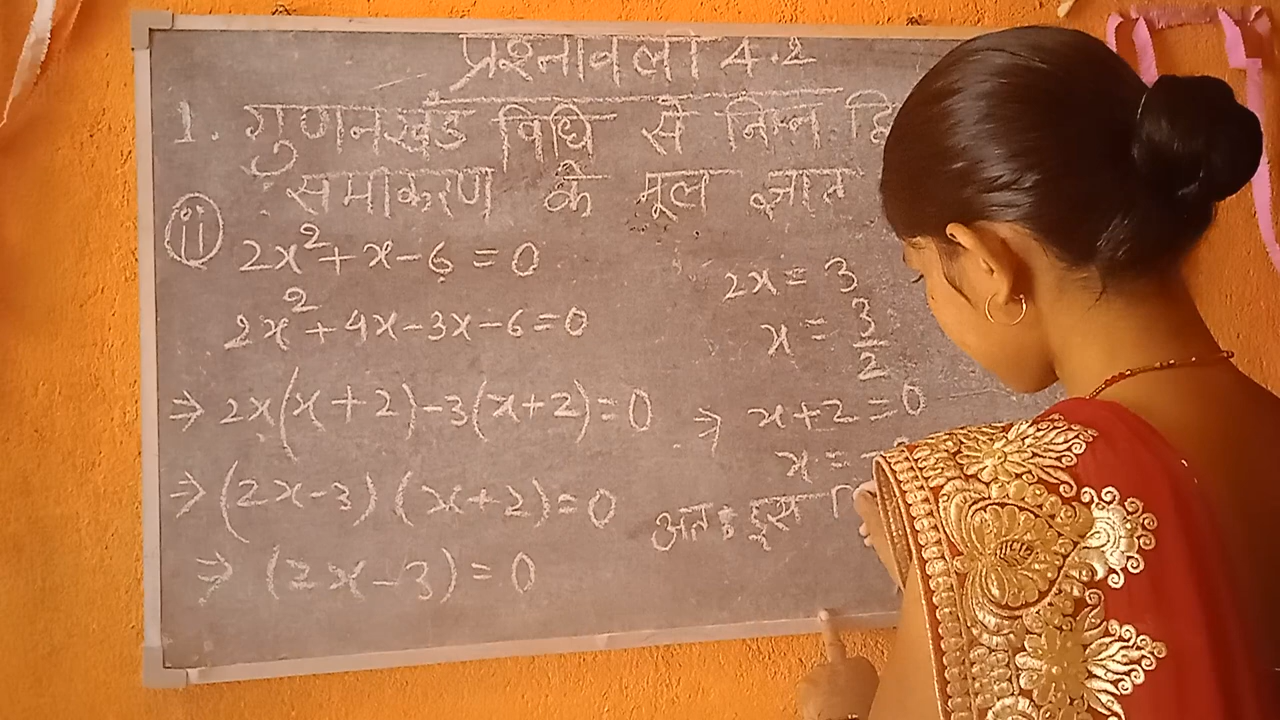 प्रश्नावली 4.2
1. गुणनखंड विधि से निम्न
समीकरण के मूल ज्ञात
(ii) 2x²+x-6=0
2x²+4x-3x-6=0
⇒ 2x(x+2)-3(x+2)=0
⇒ (2x-3)(x+2)=0
⇒ (2x-3)=0
2x=3
x=3/2
⇒ x+2=0
x=-
अतः इस